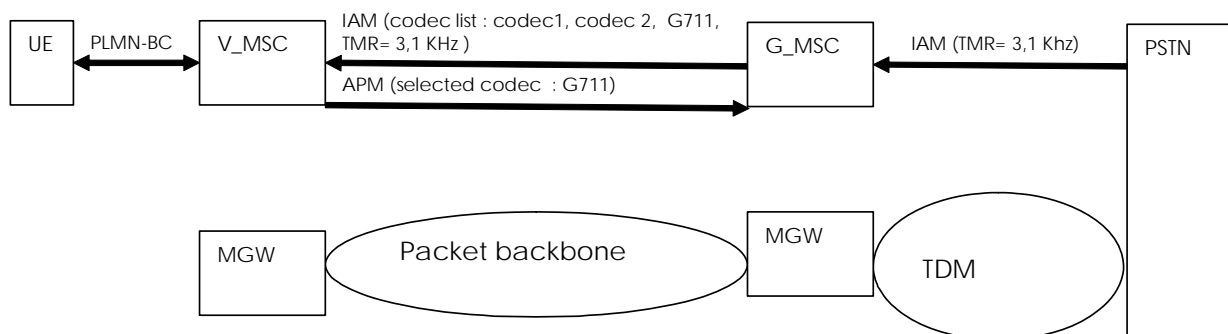 UE
PLMN-BC
V_MSC
IAM (codec list : codec1, codec 2, G711,
TMR= 3,1 KHz )
APM (selected codec : G711)
G_MSC
IAM (TMR= 3,1 Khz)
PSTN
MGW
Packet backbone
MGW
TDM